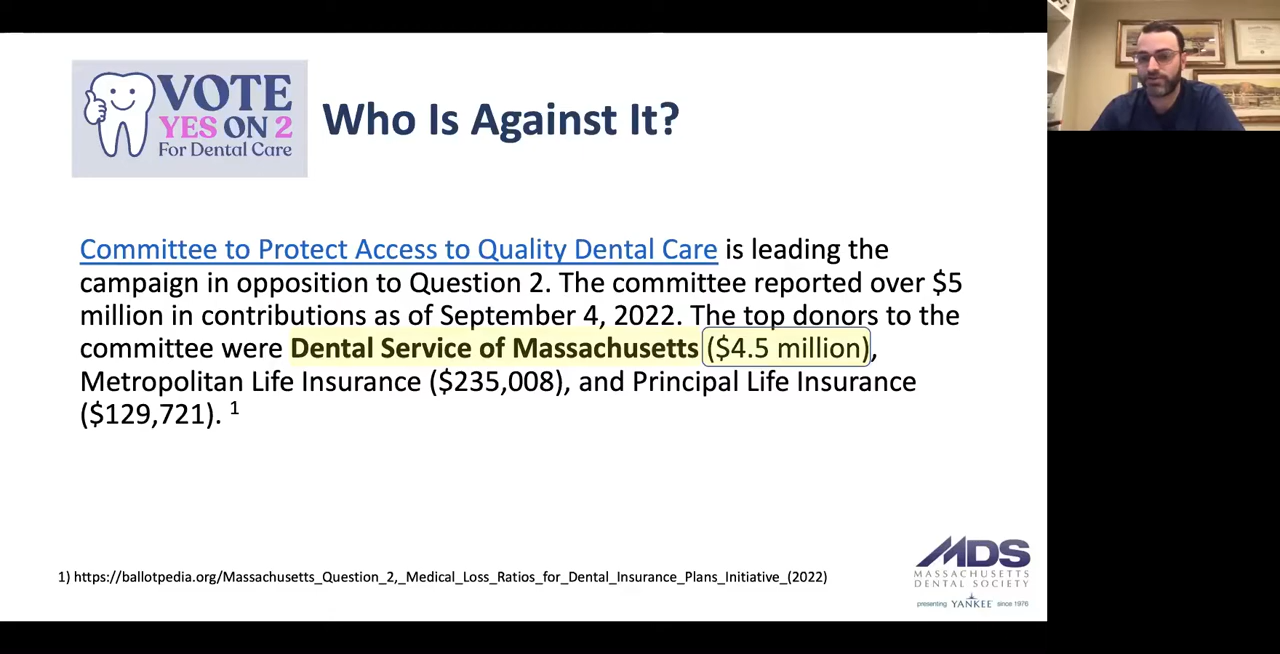 VOTE
YES ON 2
For Dental Care
Who Is Against It?
Committee to Protect Access to Quality Dental Care is leading the
campaign in opposition to Question 2. The committee reported over $5
million in contributions as of September 4, 2022. The top donors to the
committee were Dental Service of Massachusetts ($4.5 million),
Metropolitan Life Insurance ($235,008), and Principal Life Insurance
($129,721). 1
1) https://ballotpedia.org/Massachusetts_Question_2,_Medical_Loss_Ratios_for_Dental_Insurance_Plans_Initiative_(2022)
MDS
MASSACHUSETTS
DENTAL SOCIETY
presenting YANKEE since 1976